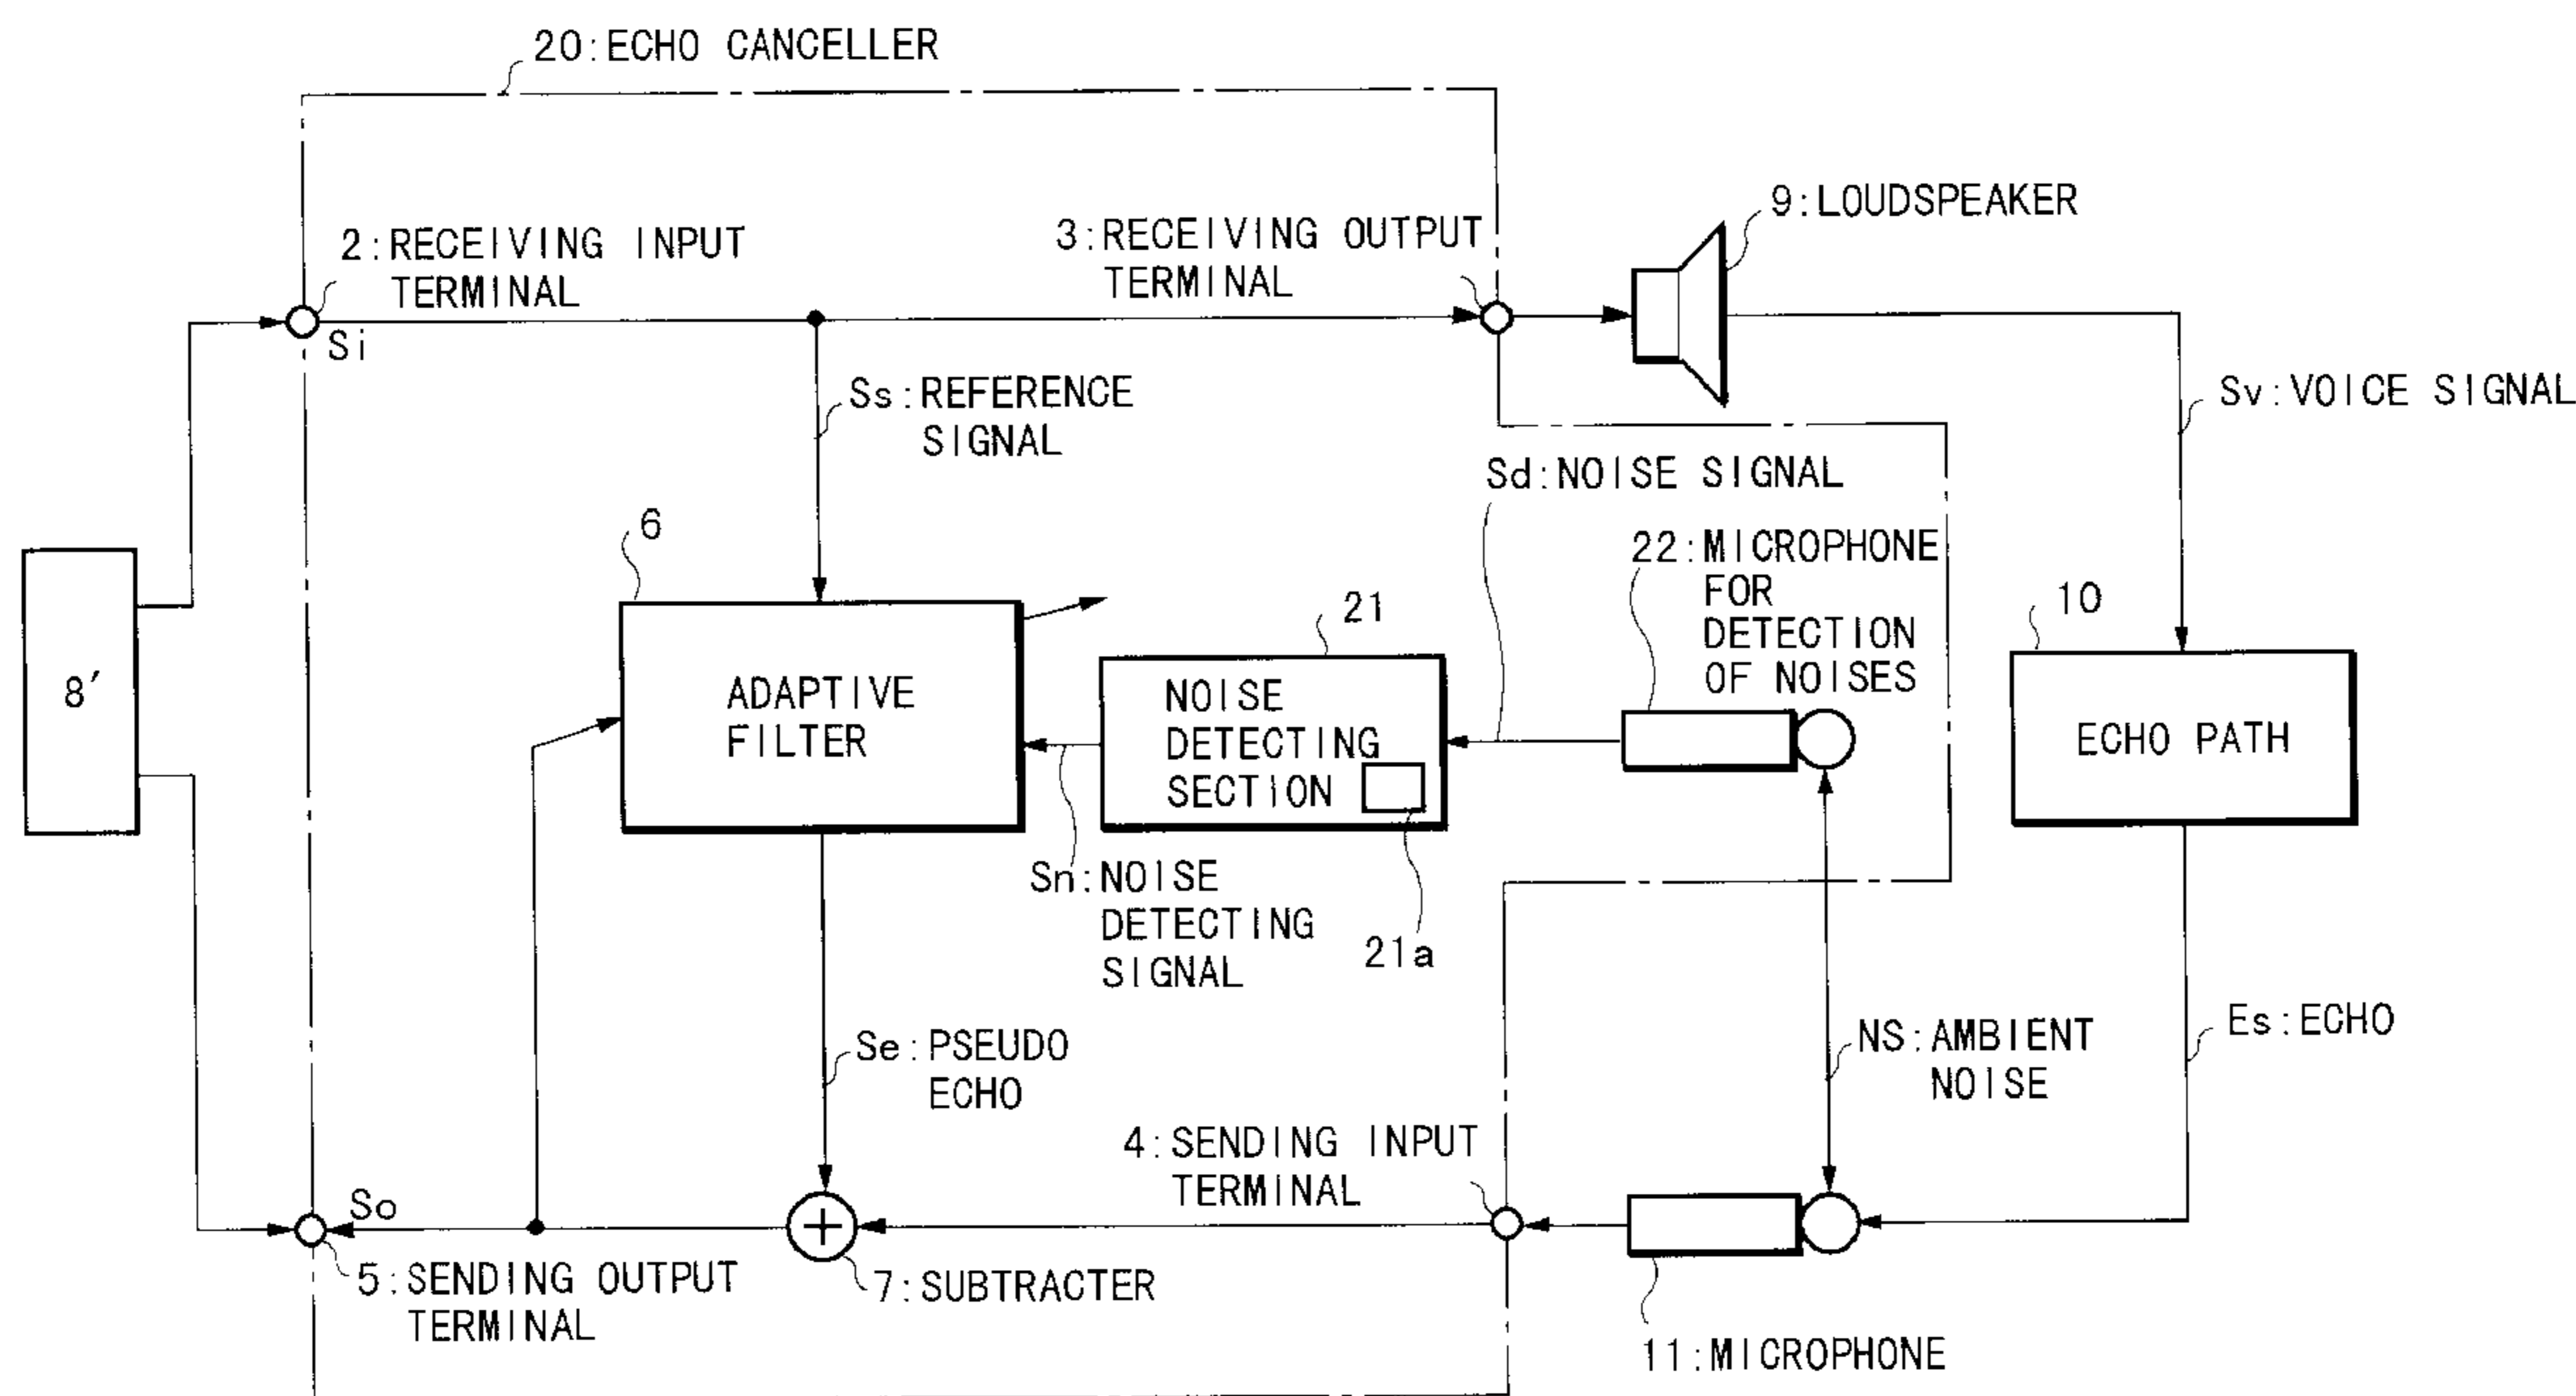 20:ECHO CANCELLER
9:LOUDSPEAKER
2:RECEIVING INPUT
TERMINAL
3:RECEIVING OUTPUT
TERMINAL
Si
Ss:REFERENCE
SIGNAL
Sv:VOICE SIGNAL
Sd:NOISE SIGNAL
6
22:MICROPHONE
FOR
DETECTION
OF NOISES
21
10
8′
ADAPTIVE
FILTER
NOISE
DETECTING
SECTION
ECHO PATH
Sn:NOISE
DETECTING
SIGNAL
21a
Se:PSEUDO
ECHO
NS:AMBIENT
NOISE
Es:ECHO
4:SENDING INPUT
TERMINAL
So
+
5:SENDING OUTPUT
TERMINAL
7:SUBTRACTER
11:MICROPHONE